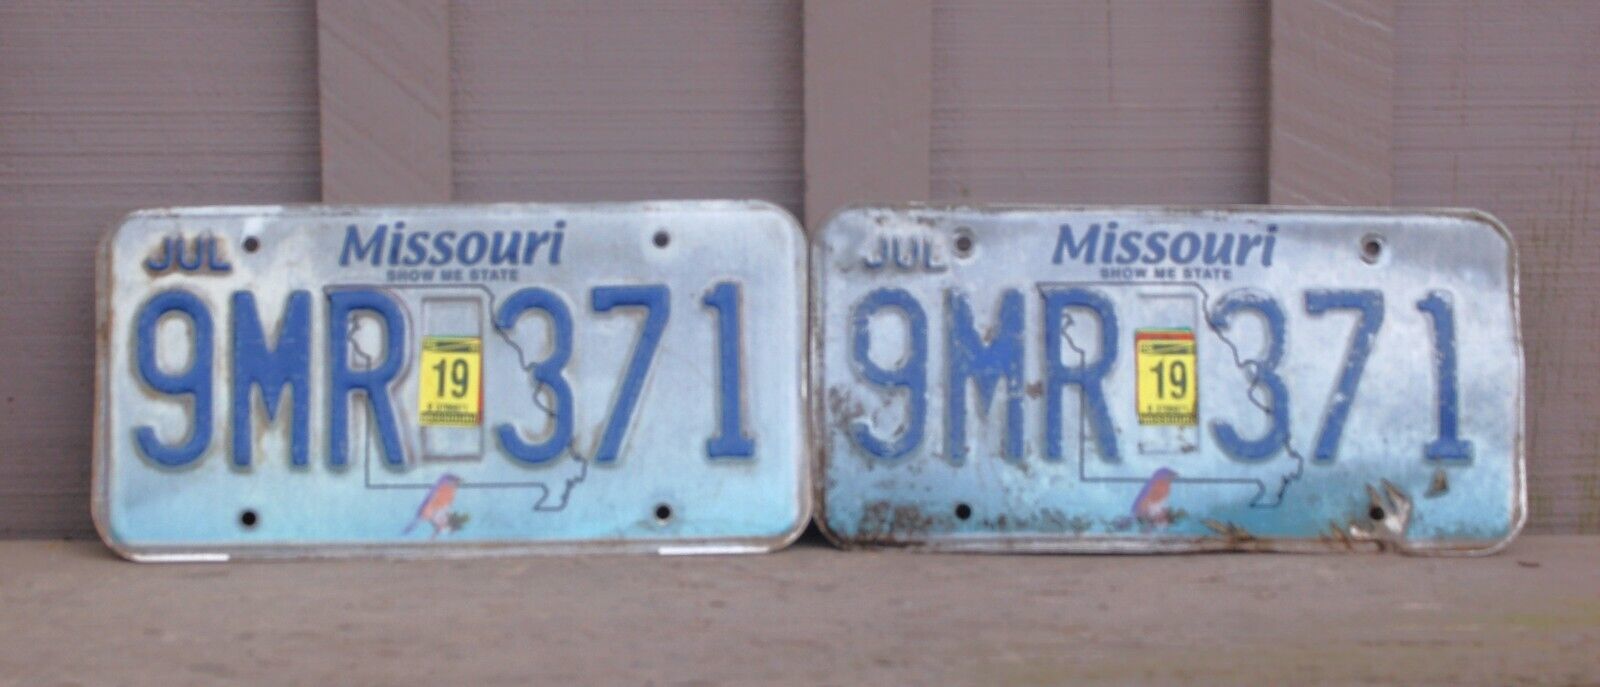 JUL Missouri
SHOW ME STATE
9MR 371
19
JUL Missouri
SHOW ME STATE
9MR 371
19